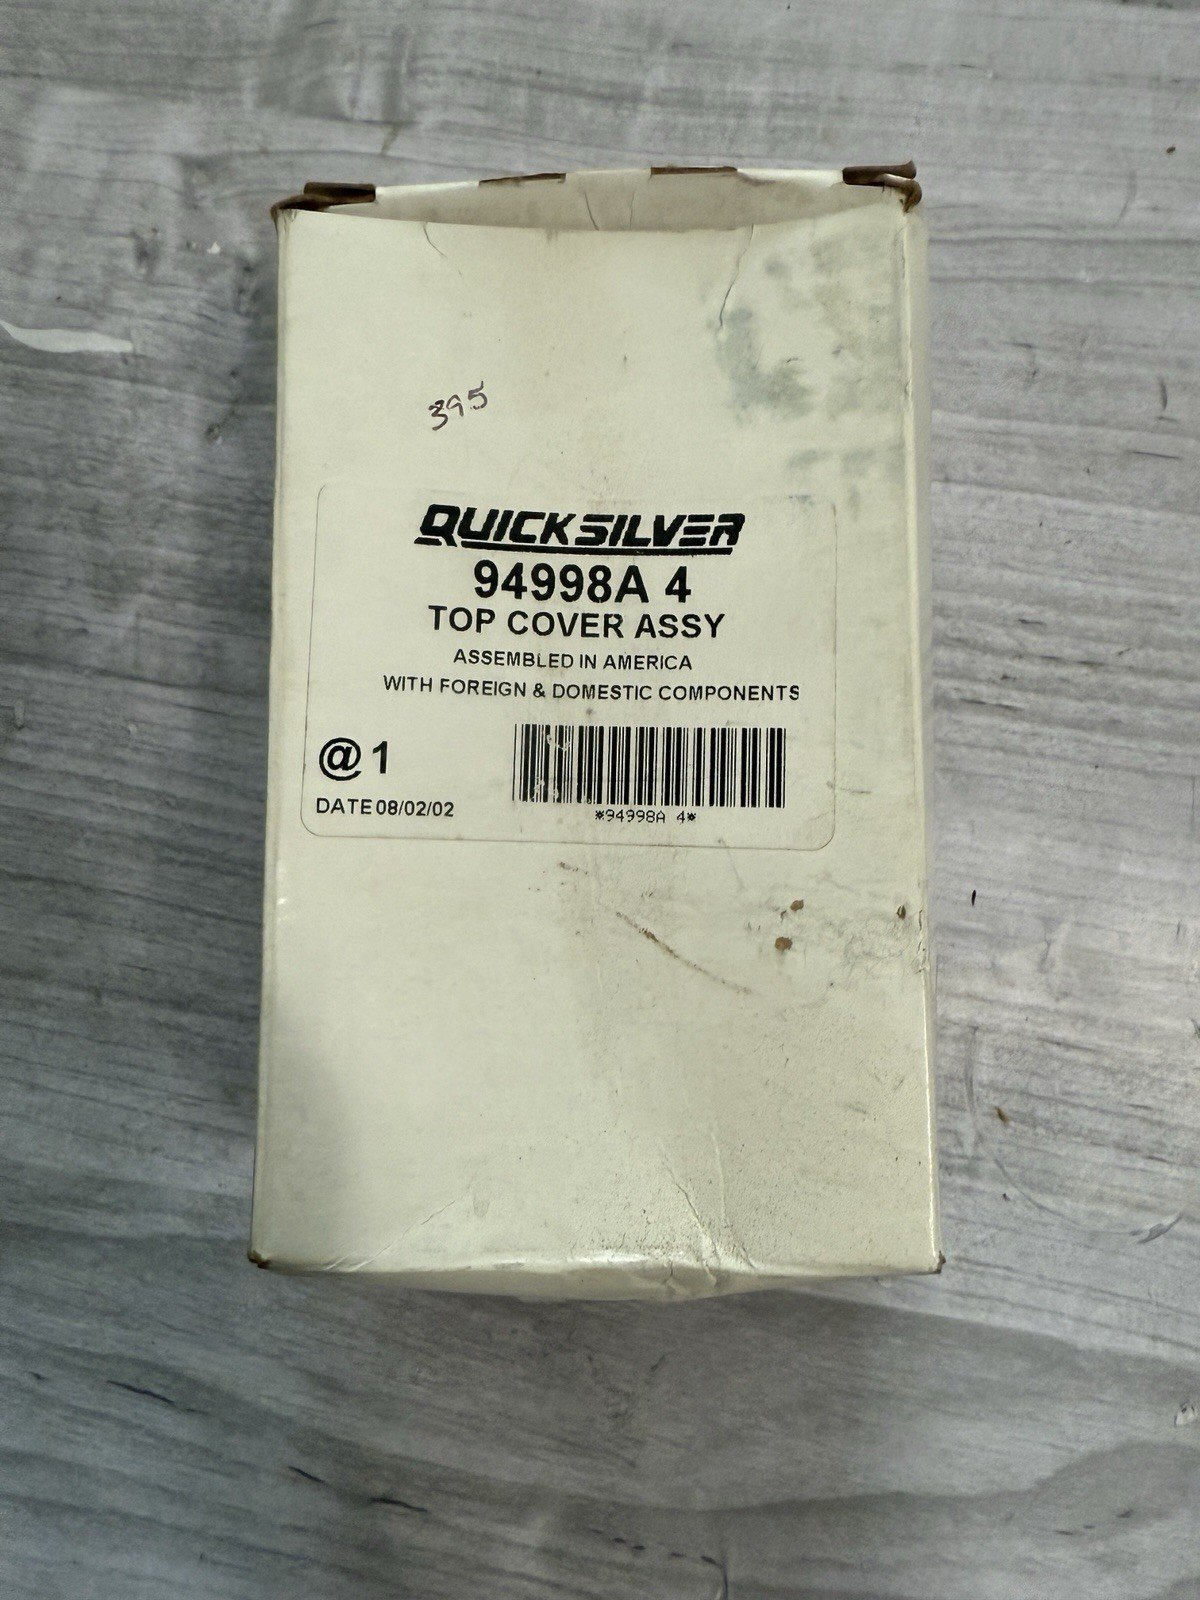 395
QUICKSILVER
94998A 4
TOP COVER ASSY
ASSEMBLED IN AMERICA
WITH FOREIGN & DOMESTIC COMPONENTS
@ 1
DATE 08/02/02
*94998A 4*